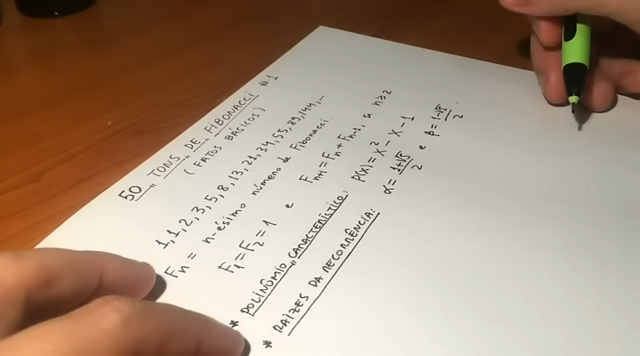 50 TONS DE FIBONACCI #1
(FATOS BÁSICOS)
1,1,2,3,5,8,13,21,34,55,89,144,...
Fn = n-ésimo número de Fibonacci.
F1=F2=1 e Fn+1=Fn+Fn-1, se n≥2
* POLINÔMIO CARACTERÍSTICO: P(X)=X²-X-1
* RAÍZES DA RECORRÊNCIA: α=(1+√5)/2 e β=(1-√5)/2.